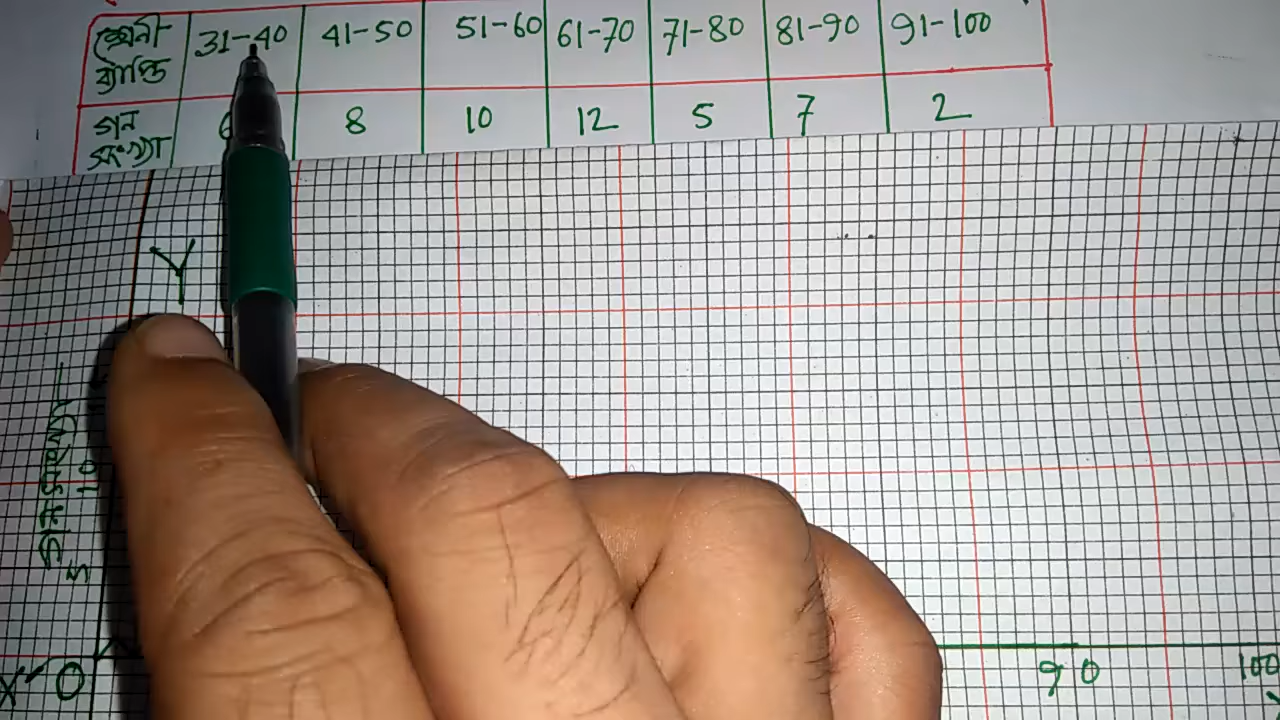 শ্রেনী 31-40 41-50 51-60 61-70 71-80 81-90 91-100
ব্যাপ্তি
গন 6 8 10 12 5 7 2
সংখ্যা
Y
গনসংখ্যা
10
5
X' O 90 100